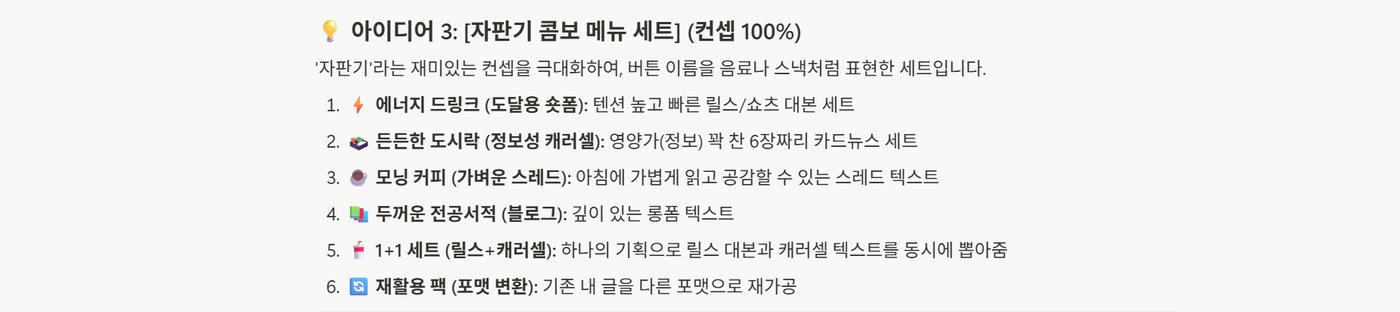 💡 아이디어 3: [자판기 콤보 메뉴 세트] (컨셉 100%)
'자판기'라는 재미있는 컨셉을 극대화하여, 버튼 이름을 음료나 스낵처럼 표현한 세트입니다.
1. ⚡ 에너지 드링크 (도달용 숏폼): 텐션 높고 빠른 릴스/쇼츠 대본 세트
2. 🍱 든든한 도시락 (정보성 캐러셀): 영양가(정보) 꽉 찬 6장짜리 카드뉴스 세트
3. ☕ 모닝 커피 (가벼운 스레드): 아침에 가볍게 읽고 공감할 수 있는 스레드 텍스트
4. 📚 두꺼운 전공서적 (블로그): 깊이 있는 롱폼 텍스트
5. 🥤 1+1 세트 (릴스+캐러셀): 하나의 기획으로 릴스 대본과 캐러셀 텍스트를 동시에 뽑아줌
6. 🔄 재활용 팩 (포맷 변환): 기존 내 글을 다른 포맷으로 재가공